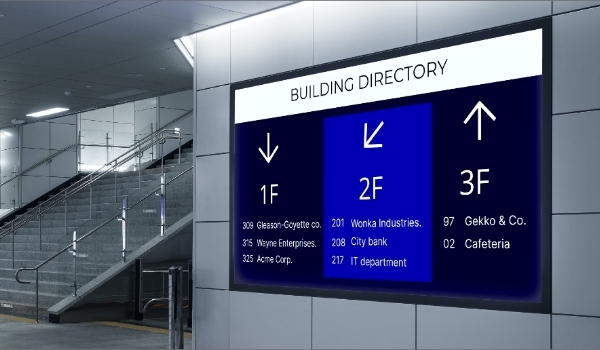 BUILDING DIRECTORY
1F
309 Gleason-Goyette co.
315 Wayne Enterprises.
325 Acme Corp.
2F
201 Wonka Industries.
208 City bank
217 IT department
3F
97 Gekko & Co.
02 Cafeteria